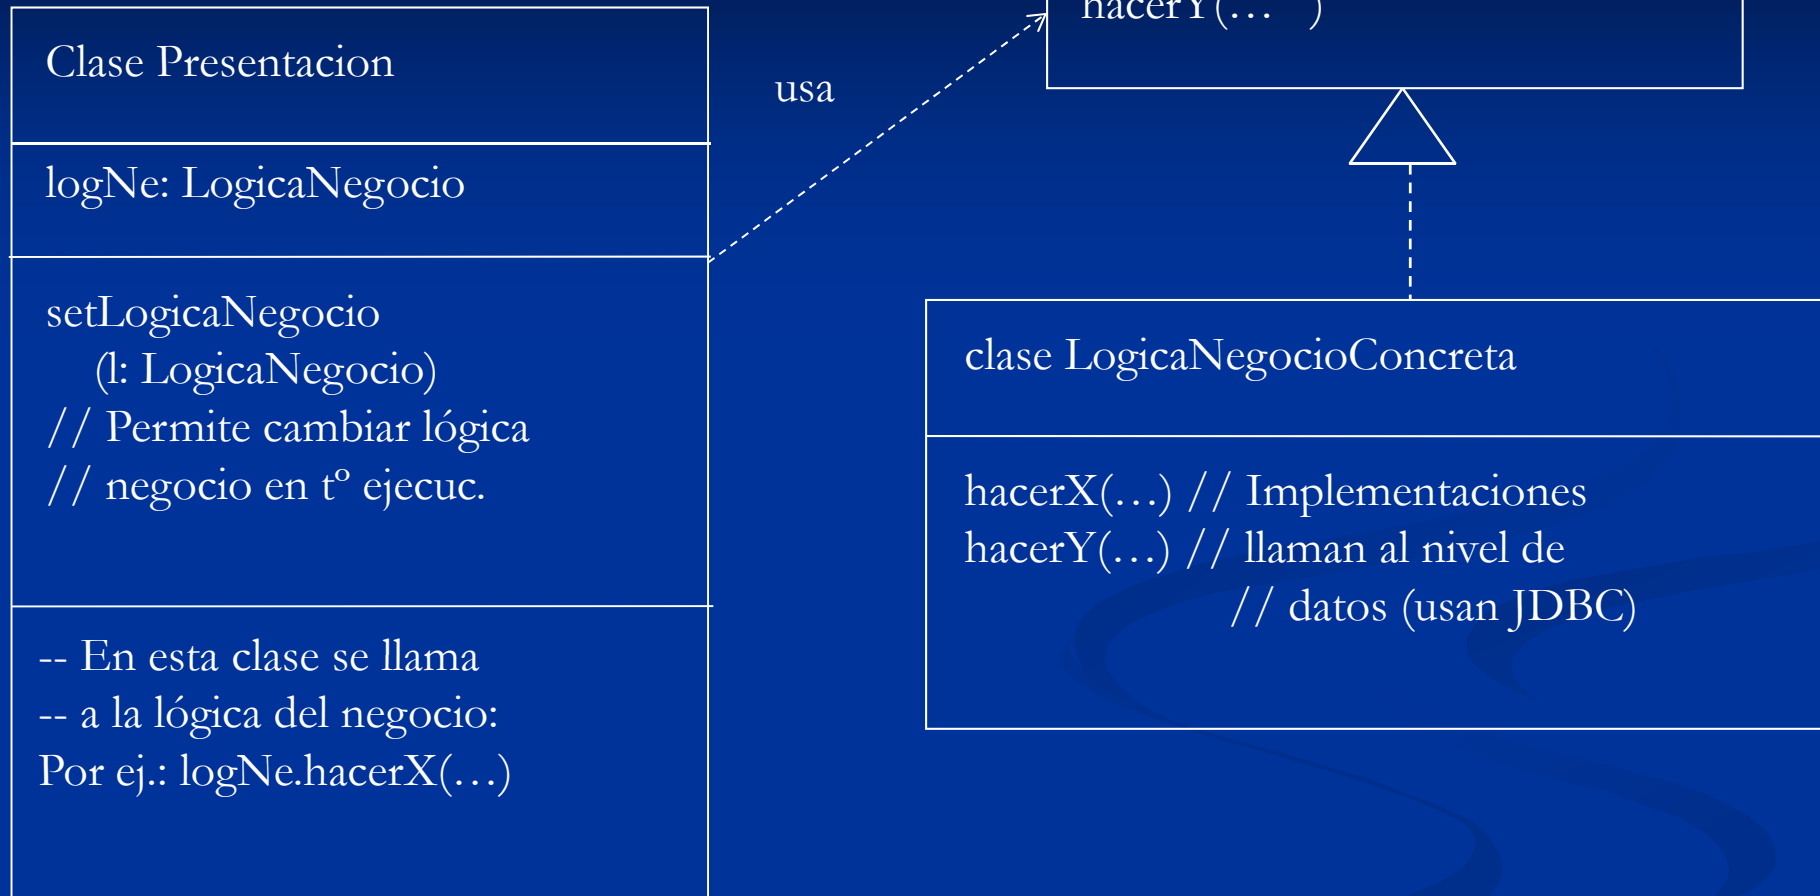 hacerY(… )
Clase Presentacion
usa
logNe: LogicaNegocio
setLogicaNegocio
(l: LogicaNegocio)
// Permite cambiar lógica
// negocio en tº ejecuc.
-- En esta clase se llama
-- a la lógica del negocio:
Por ej.: logNe.hacerX(…)
clase LogicaNegocioConcreta
hacerX(…) // Implementaciones
hacerY(…) // llaman al nivel de
// datos (usan JDBC)